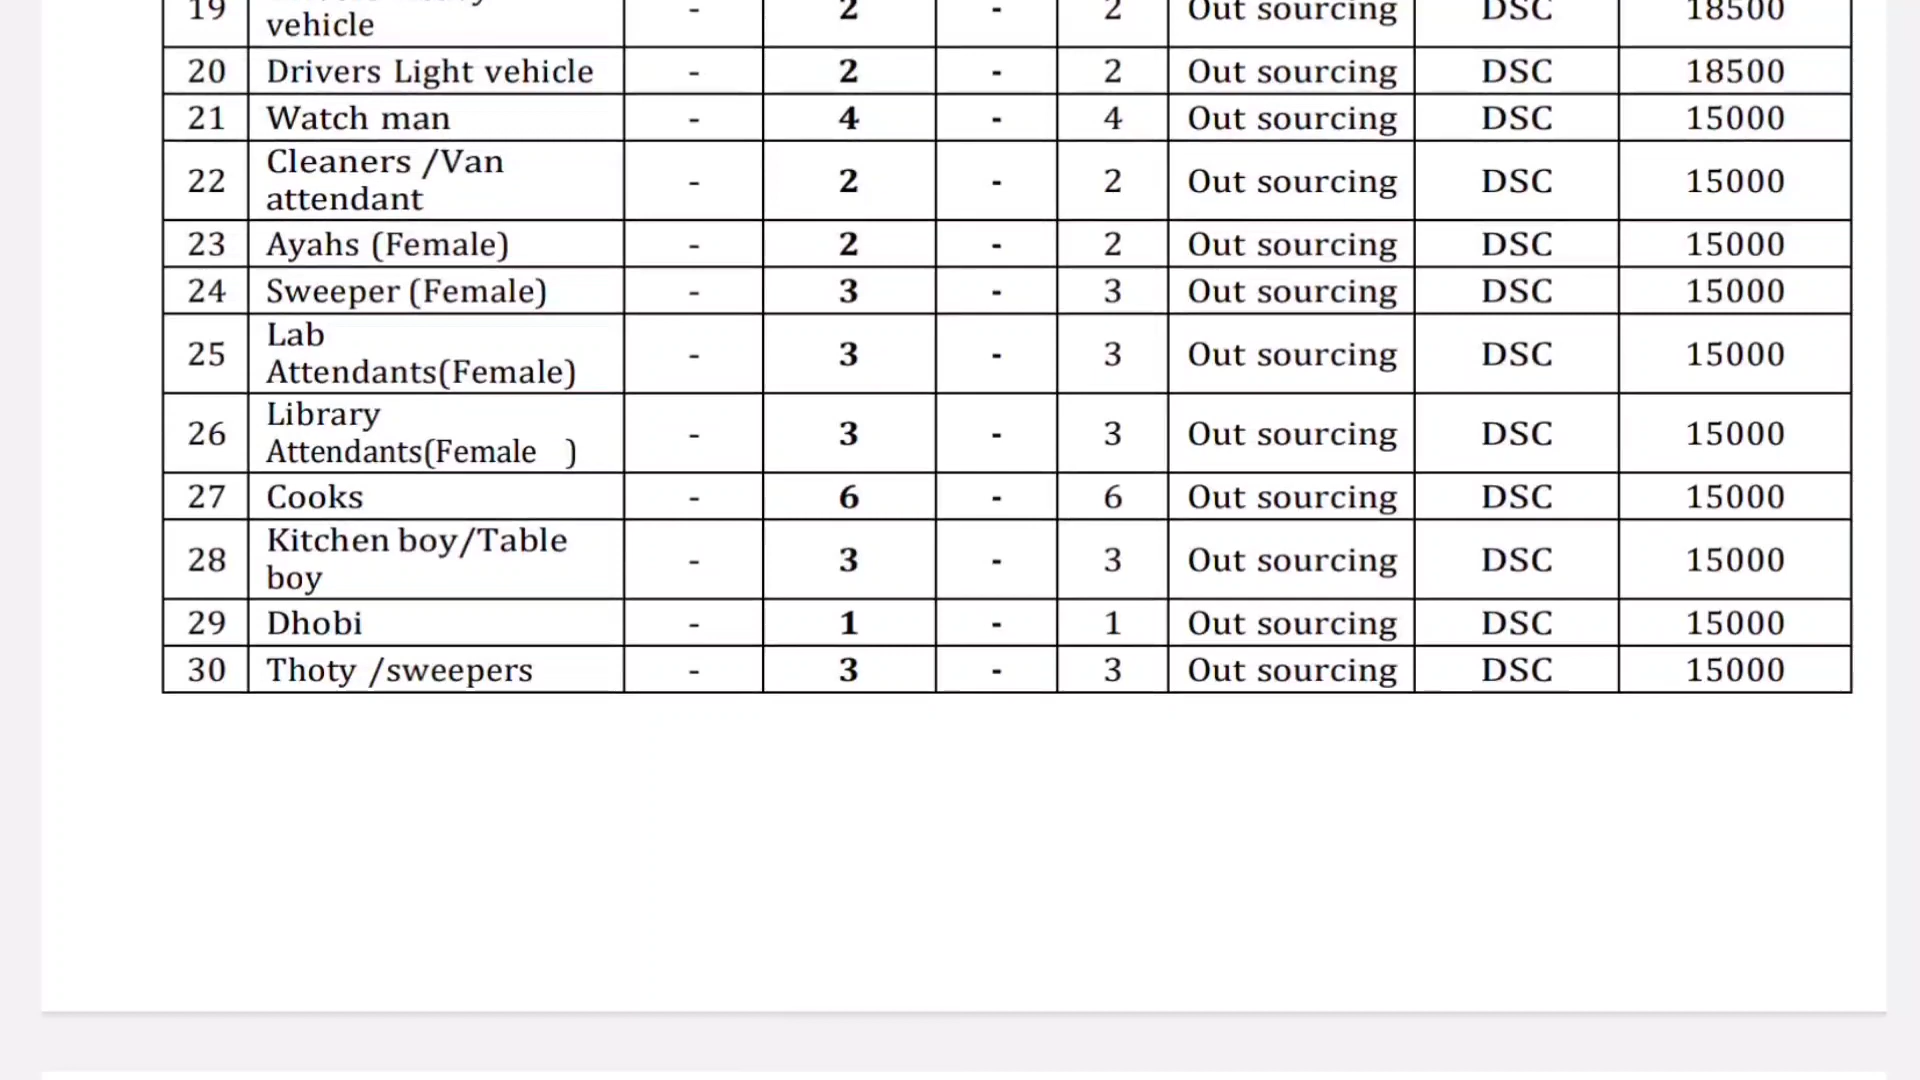 19 vehicle - 2 - 2 Out sourcing DSC 18500
20 Drivers Light vehicle - 2 - 2 Out sourcing DSC 18500
21 Watch man - 4 - 4 Out sourcing DSC 15000
22 Cleaners /Van attendant - 2 - 2 Out sourcing DSC 15000
23 Ayahs (Female) - 2 - 2 Out sourcing DSC 15000
24 Sweeper (Female) - 3 - 3 Out sourcing DSC 15000
25 Lab Attendants(Female) - 3 - 3 Out sourcing DSC 15000
26 Library Attendants(Female ) - 3 - 3 Out sourcing DSC 15000
27 Cooks - 6 - 6 Out sourcing DSC 15000
28 Kitchen boy/Table boy - 3 - 3 Out sourcing DSC 15000
29 Dhobi - 1 - 1 Out sourcing DSC 15000
30 Thoty /sweepers - 3 - 3 Out sourcing DSC 15000